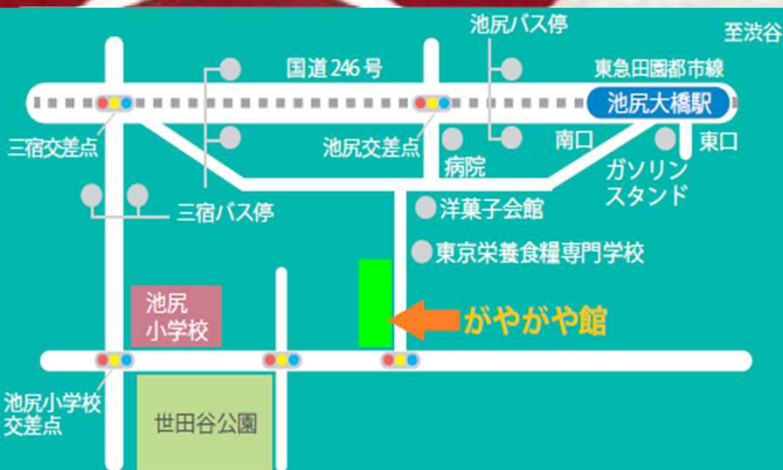 池尻バス停
至渋谷
国道246号
東急田園都市線
池尻大橋駅
三宿交差点
池尻交差点
南口
東口
病院
ガソリン
スタンド
三宿バス停
洋菓子会館
東京栄養食糧専門学校
池尻
小学校
がやがや館
池尻小学校
交差点
世田谷公園